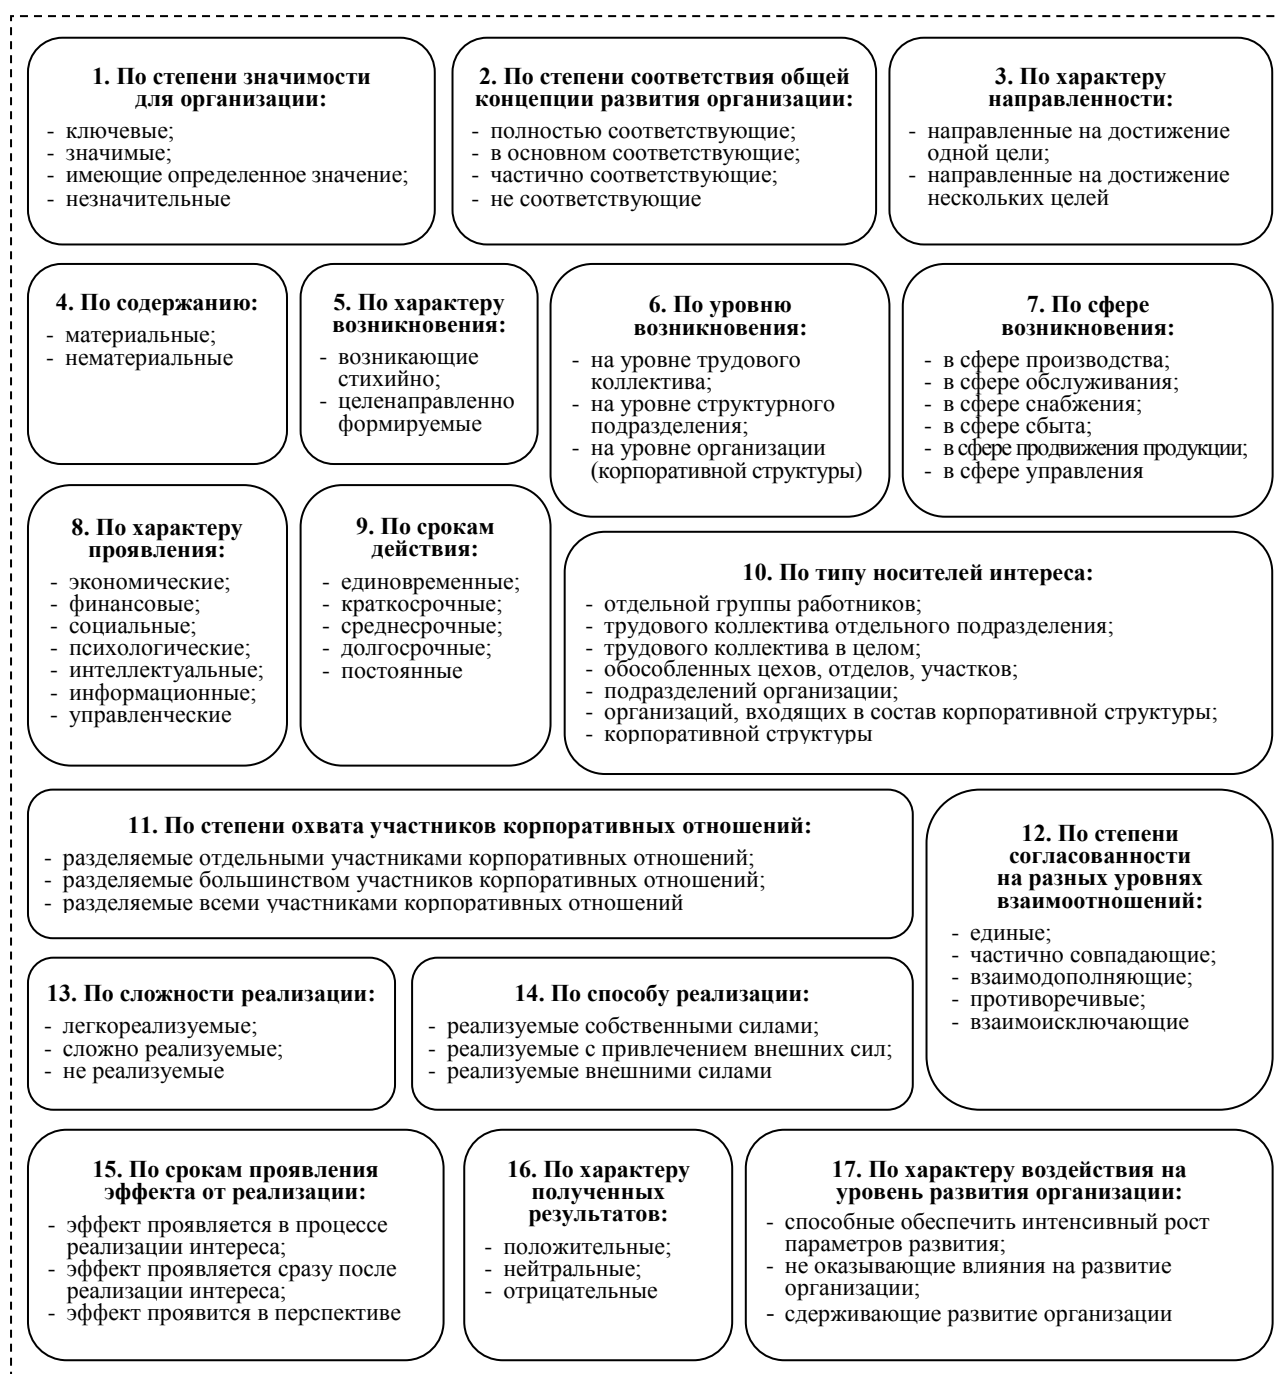 1. По степени значимости
для организации:
- ключевые;
- значимые;
- имеющие определенное значение;
- незначительные
2. По степени соответствия общей
концепции развития организации:
- полностью соответствующие;
- в основном соответствующие;
- частично соответствующие;
- не соответствующие
3. По характеру
направленности:
- направленные на достижение
одной цели;
- направленные на достижение
нескольких целей
4. По содержанию:
- материальные;
- нематериальные
5. По характеру
возникновения:
- возникающие
стихийно;
- целенаправленно
формируемые
6. По уровню
возникновения:
- на уровне трудового
коллектива;
- на уровне структурного
подразделения;
- на уровне организации
(корпоративной структуры)
7. По сфере
возникновения:
- в сфере производства;
- в сфере обслуживания;
- в сфере снабжения;
- в сфере сбыта;
- в сфере продвижения продукции;
- в сфере управления
8. По характеру
проявления:
- экономические;
- финансовые;
- социальные;
- психологические;
- интеллектуальные;
- информационные;
- управленческие
9. По срокам
действия:
- единовременные;
- краткосрочные;
- среднесрочные;
- долгосрочные;
- постоянные
10. По типу носителей интереса:
- отдельной группы работников;
- трудового коллектива отдельного подразделения;
- трудового коллектива в целом;
- обособленных цехов, отделов, участков;
- подразделений организации;
- организаций, входящих в состав корпоративной структуры;
- корпоративной структуры
11. По степени охвата участников корпоративных отношений:
- разделяемые отдельными участниками корпоративных отношений;
- разделяемые большинством участников корпоративных отношений;
- разделяемые всеми участниками корпоративных отношений
12. По степени
согласованности
на разных уровнях
взаимоотношений:
- единые;
- частично совпадающие;
- взаимодополняющие;
- противоречивые;
- взаимоисключающие
13. По сложности реализации:
- легкореализуемые;
- сложно реализуемые;
- не реализуемые
14. По способу реализации:
- реализуемые собственными силами;
- реализуемые с привлечением внешних сил;
- реализуемые внешними силами
15. По срокам проявления
эффекта от реализации:
- эффект проявляется в процессе
реализации интереса;
- эффект проявляется сразу после
реализации интереса;
- эффект проявится в перспективе
16. По характеру
полученных
результатов:
- положительные;
- нейтральные;
- отрицательные
17. По характеру воздействия на
уровень развития организации:
- способные обеспечить интенсивный рост
параметров развития;
- не оказывающие влияния на развитие
организации;
- сдерживающие развитие организации